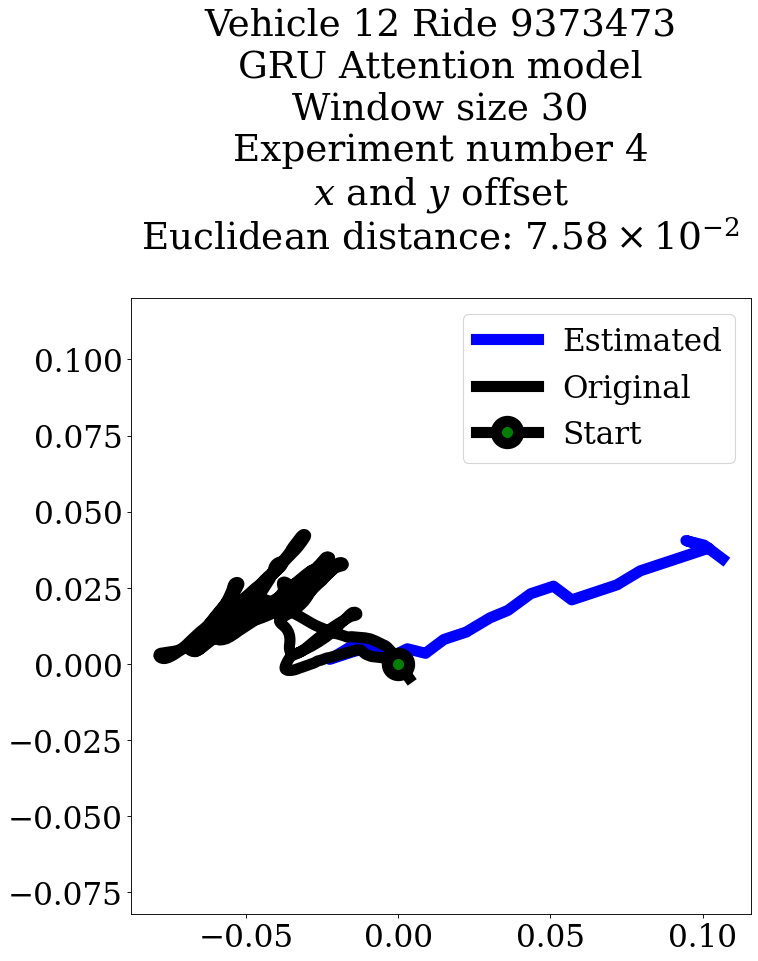 Vehicle 12 Ride 9373473
GRU Attention model
Window size 30
Experiment number 4
x and y offset
Euclidean distance: 7.58 × 10⁻²
Estimated
Original
Start
0.100
0.075
0.050
0.025
0.000
−0.025
−0.050
−0.075
−0.05 0.00 0.05 0.10